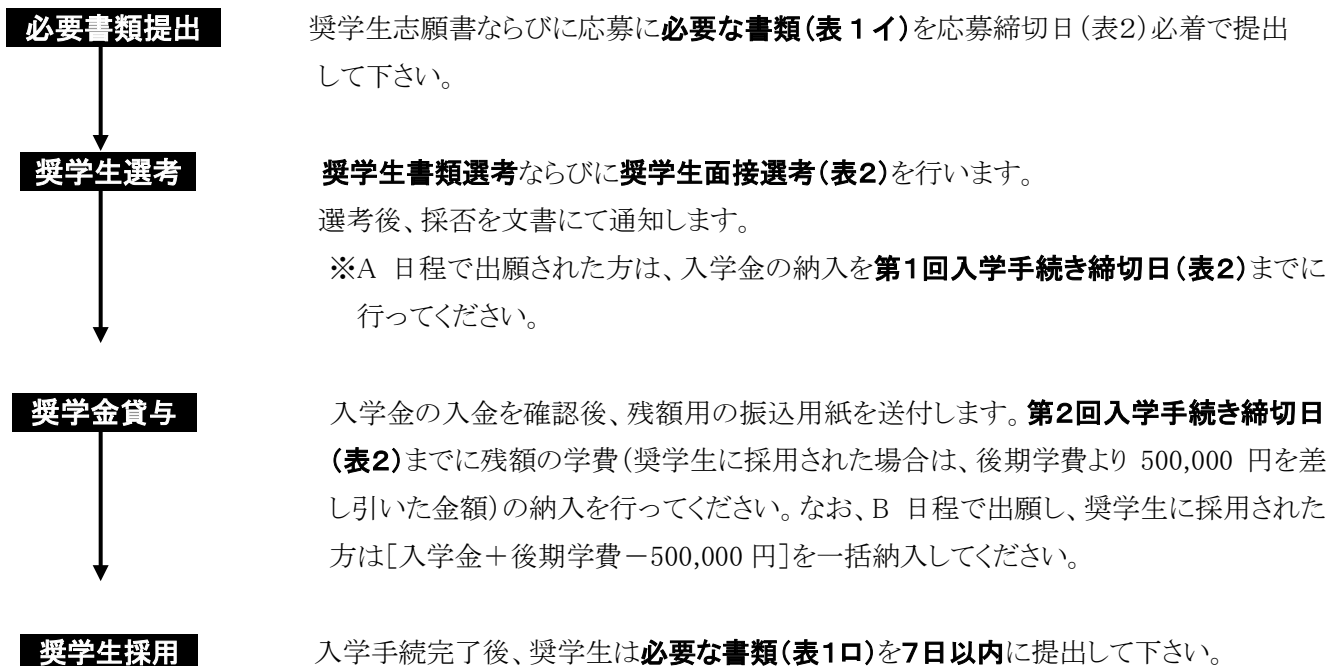 必要書類提出 奨学生志願書ならびに応募に必要な書類(表1イ)を応募締切日(表2)必着で提出
して下さい。
奨学生選考 奨学生書類選考ならびに奨学生面接選考(表2)を行います。
選考後、採否を文書にて通知します。
※A 日程で出願された方は、入学金の納入を第1回入学手続き締切日(表2)までに
行ってください。
奨学金貸与 入学金の入金を確認後、残額用の振込用紙を送付します。第2回入学手続き締切日
(表2)までに残額の学費(奨学生に採用された場合は、後期学費より 500,000 円を差
し引いた金額)の納入を行ってください。なお、B 日程で出願し、奨学生に採用された
方は[入学金+後期学費-500,000 円]を一括納入してください。
奨学生採用 入学手続完了後、奨学生は必要な書類(表1ロ)を7日以内に提出して下さい。